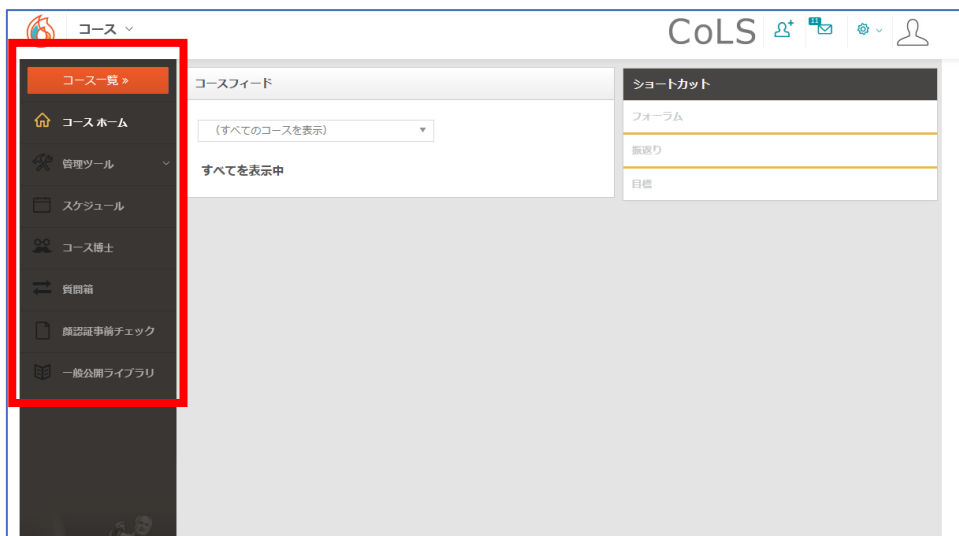 コース
CoLS
11
コース一覧 »
コース ホーム
管理ツール
スケジュール
コース博士
質問箱
顔認証事前チェック
一般公開ライブラリ
コースフィード
(すべてのコースを表示)
すべてを表示中
ショートカット
フォーラム
振返り
目標